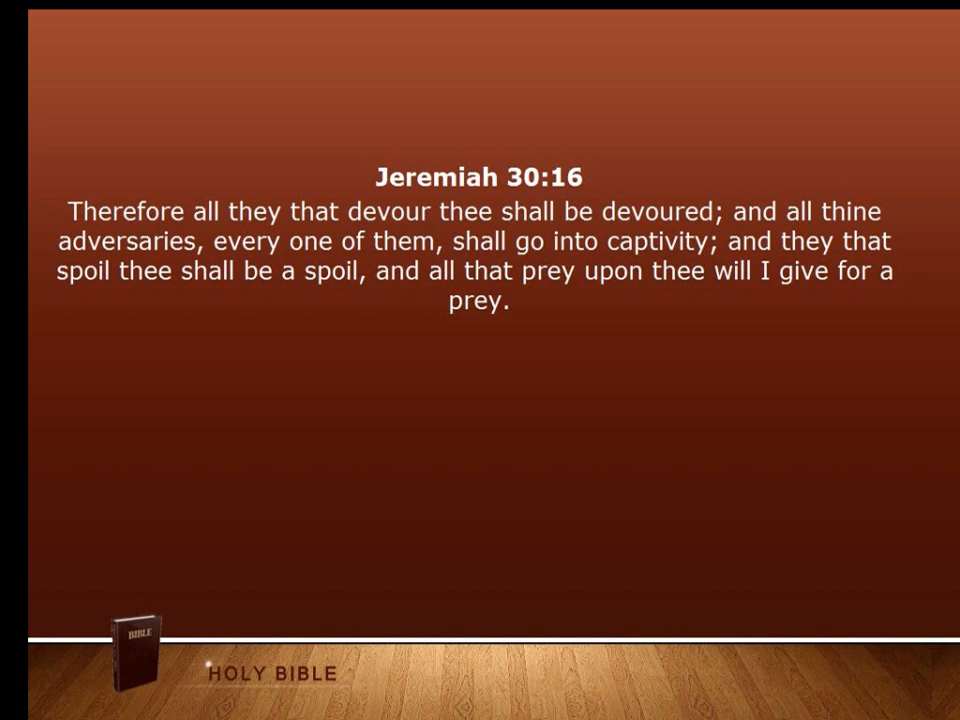 Jeremiah 30:16
Therefore all they that devour thee shall be devoured; and all thine
adversaries, every one of them, shall go into captivity; and they that
spoil thee shall be a spoil, and all that prey upon thee will I give for a
prey.
BIBLE
HOLY BIBLE